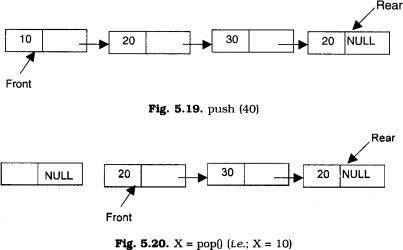 Rear
10 20 30 20 NULL
Front
Fig. 5.19. push (40)
Rear
NULL 20 30 20 NULL
Front
Fig. 5.20. X = pop() (i.e.; X = 10)